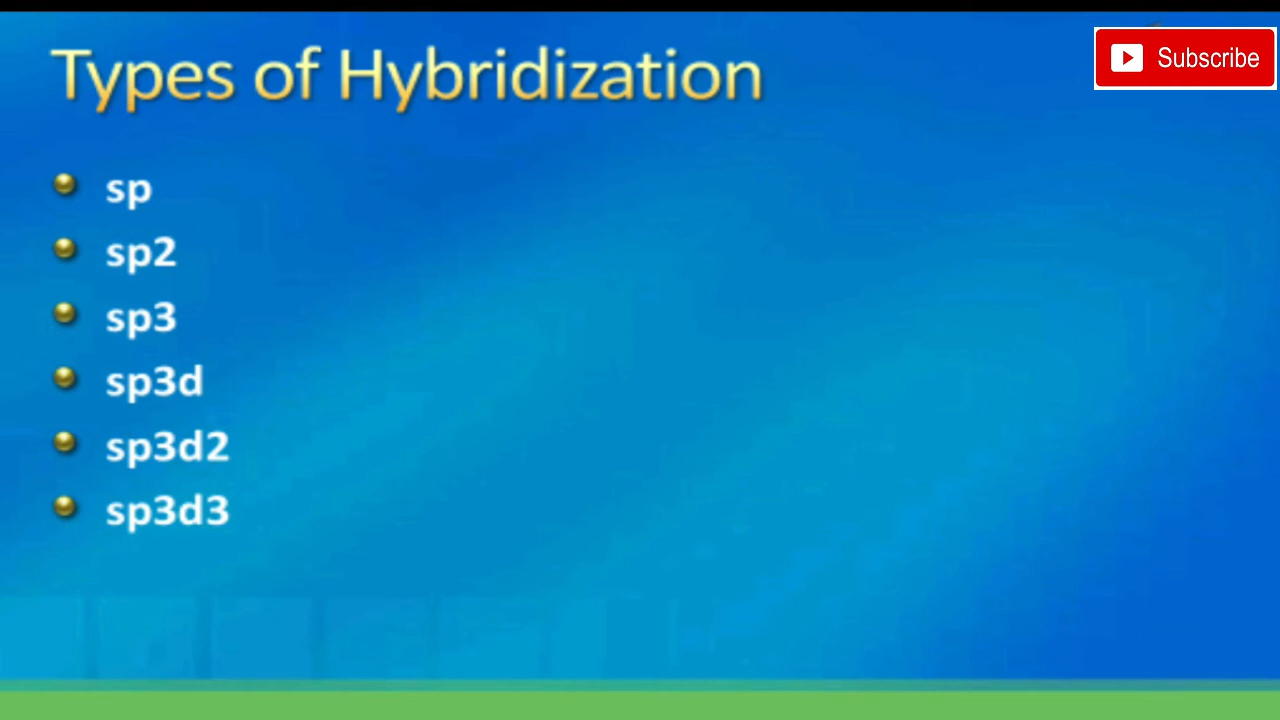 Types of Hybridization
Subscribe
sp
sp2
sp3
sp3d
sp3d2
sp3d3